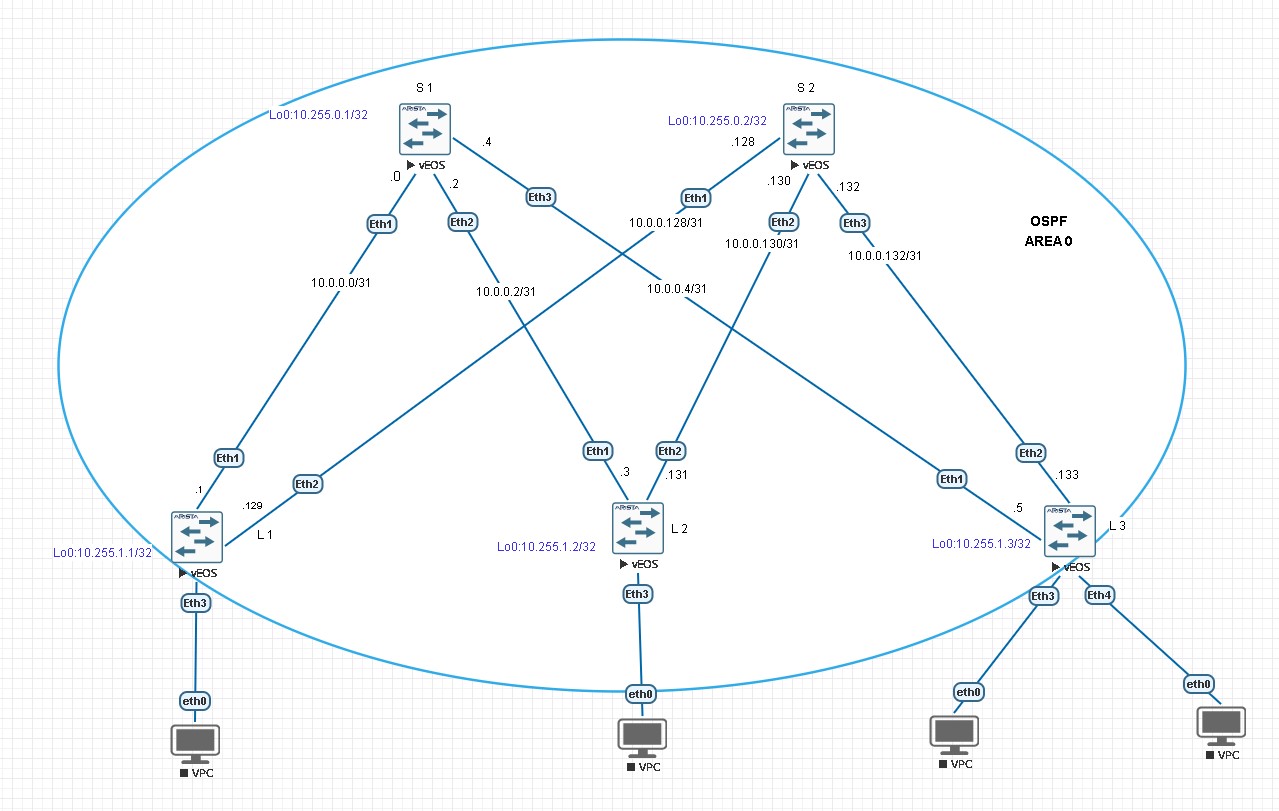 S 1
S 2
Lo0:10.255.0.1/32
ARISTA
Lo0:10.255.0.2/32
ARISTA
.4
.128
vEOS
vEOS
.0
.2
.130
.132
Eth3
Eth1
Eth1
Eth2
10.0.0.128/31
Eth2
Eth3
OSPF
AREA 0
10.0.0.130/31
10.0.0.132/31
10.0.0.0/31
10.0.0.2/31
10.0.0.4/31
Eth1
Eth2
Eth1
Eth2
Eth1
Eth2
.3
.131
.133
.1
.129
.5
ARISTA
ARISTA
ARISTA
L 1
L 2
L 3
Lo0:10.255.1.1/32
Lo0:10.255.1.2/32
Lo0:10.255.1.3/32
vEOS
vEOS
vEOS
Eth3
Eth3
Eth3
Eth4
eth0
eth0
eth0
eth0
VPC
VPC
VPC
VPC